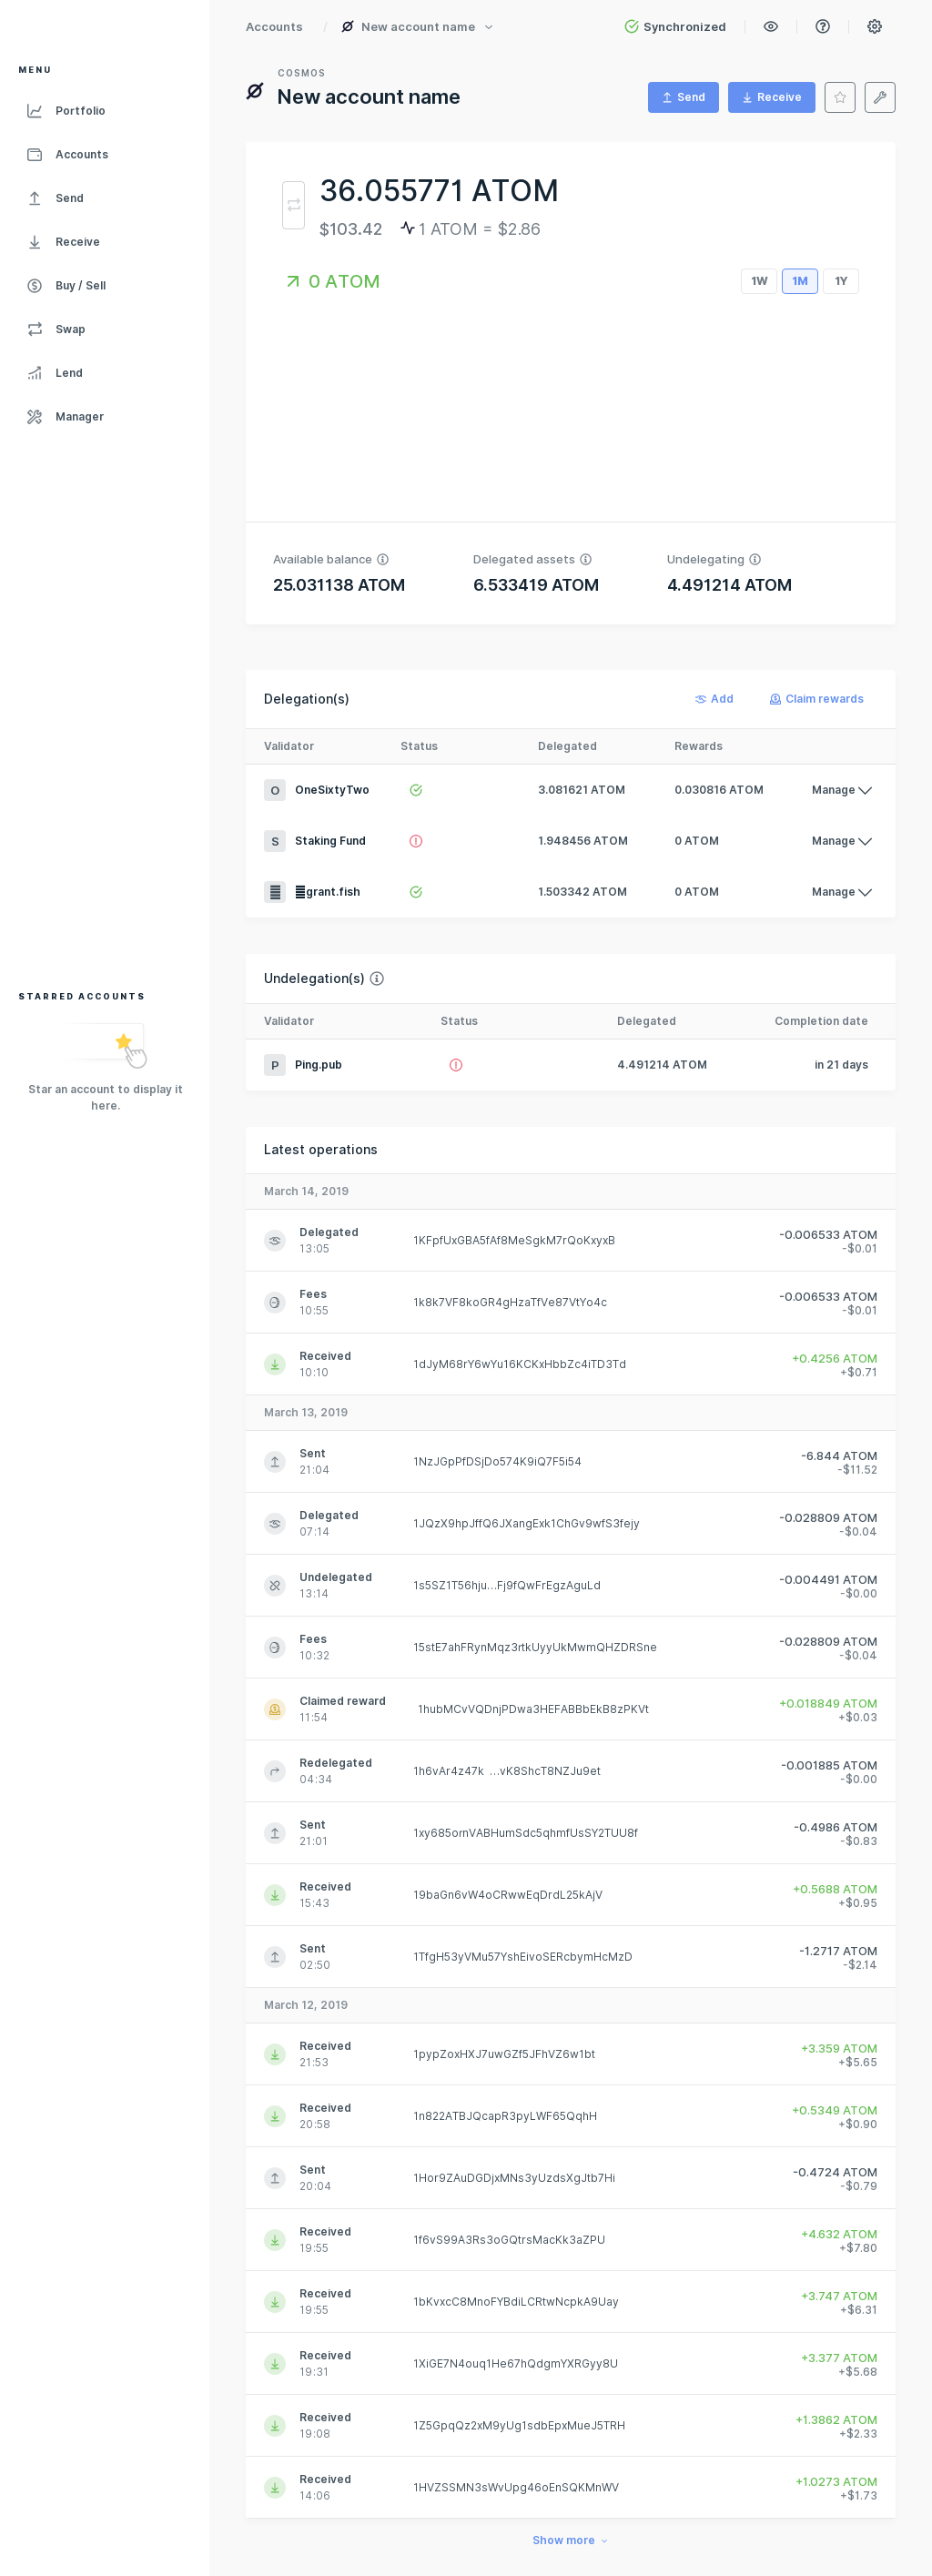 Accounts / New account name
Synchronized
MENU
Portfolio
Accounts
Send
Receive
Buy / Sell
Swap
Lend
Manager
STARRED ACCOUNTS
Star an account to display it
here.
COSMOS
New account name
Send
Receive
36.055771 ATOM
$103.42 1 ATOM = $2.86
0 ATOM
1W 1M 1Y
Available balance Delegated assets Undelegating
25.031138 ATOM 6.533419 ATOM 4.491214 ATOM
Delegation(s) Add Claim rewards
Validator Status Delegated Rewards
O OneSixtyTwo 3.081621 ATOM 0.030816 ATOM Manage
S Staking Fund 1.948456 ATOM 0 ATOM Manage
grant.fish 1.503342 ATOM 0 ATOM Manage
Undelegation(s)
Validator Status Delegated Completion date
P Ping.pub 4.491214 ATOM in 21 days
Latest operations
March 14, 2019
Delegated
13:05
1KFpfUxGBA5fAf8MeSgkM7rQoKxyxB
-0.006533 ATOM
-$0.01
Fees
10:55
1k8k7VF8koGR4gHzaTfVe87VtYo4c
-0.006533 ATOM
-$0.01
Received
10:10
1dJyM68rY6wYu16KCKxHbbZc4iTD3Td
+0.4256 ATOM
+$0.71
March 13, 2019
Sent
21:04
1NzJGpPfDSjDo574K9iQ7F5i54
-6.844 ATOM
-$11.52
Delegated
07:14
1JQzX9hpJffQ6JXangExk1ChGv9wfS3fejy
-0.028809 ATOM
-$0.04
Undelegated
13:14
1s5SZ1T56hju…Fj9fQwFrEgzAguLd
-0.004491 ATOM
-$0.00
Fees
10:32
15stE7ahFRynMqz3rtkUyyUkMwmQHZDRSne
-0.028809 ATOM
-$0.04
Claimed reward
11:54
1hubMCvVQDnjPDwa3HEFABBbEkB8zPKVt
+0.018849 ATOM
+$0.03
Redelegated
04:34
1h6vAr4z47k …vK8ShcT8NZJu9et
-0.001885 ATOM
-$0.00
Sent
21:01
1xy685ornVABHumSdc5qhmfUsSY2TUU8f
-0.4986 ATOM
-$0.83
Received
15:43
19baGn6vW4oCRwwEqDrdL25kAjV
+0.5688 ATOM
+$0.95
Sent
02:50
1TfgH53yVMu57YshEivoSERcbymHcMzD
-1.2717 ATOM
-$2.14
March 12, 2019
Received
21:53
1pypZoxHXJ7uwGZf5JFhVZ6w1bt
+3.359 ATOM
+$5.65
Received
20:58
1n822ATBJQcapR3pyLWF65QqhH
+0.5349 ATOM
+$0.90
Sent
20:04
1Hor9ZAuDGDjxMNs3yUzdsXgJtb7Hi
-0.4724 ATOM
-$0.79
Received
19:55
1f6vS99A3Rs3oGQtrsMacKk3aZPU
+4.632 ATOM
+$7.80
Received
19:55
1bKvxcC8MnoFYBdiLCRtwNcpkA9Uay
+3.747 ATOM
+$6.31
Received
19:31
1XiGE7N4ouq1He67hQdgmYXRGyy8U
+3.377 ATOM
+$5.68
Received
19:08
1Z5GpqQz2xM9yUg1sdbEpxMueJ5TRH
+1.3862 ATOM
+$2.33
Received
14:06
1HVZSSMN3sWvUpg46oEnSQKMnWV
+1.0273 ATOM
+$1.73
Show more